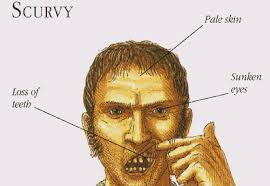 SCURVY
Pale skin
Sunken
eyes
Loss of
teeth